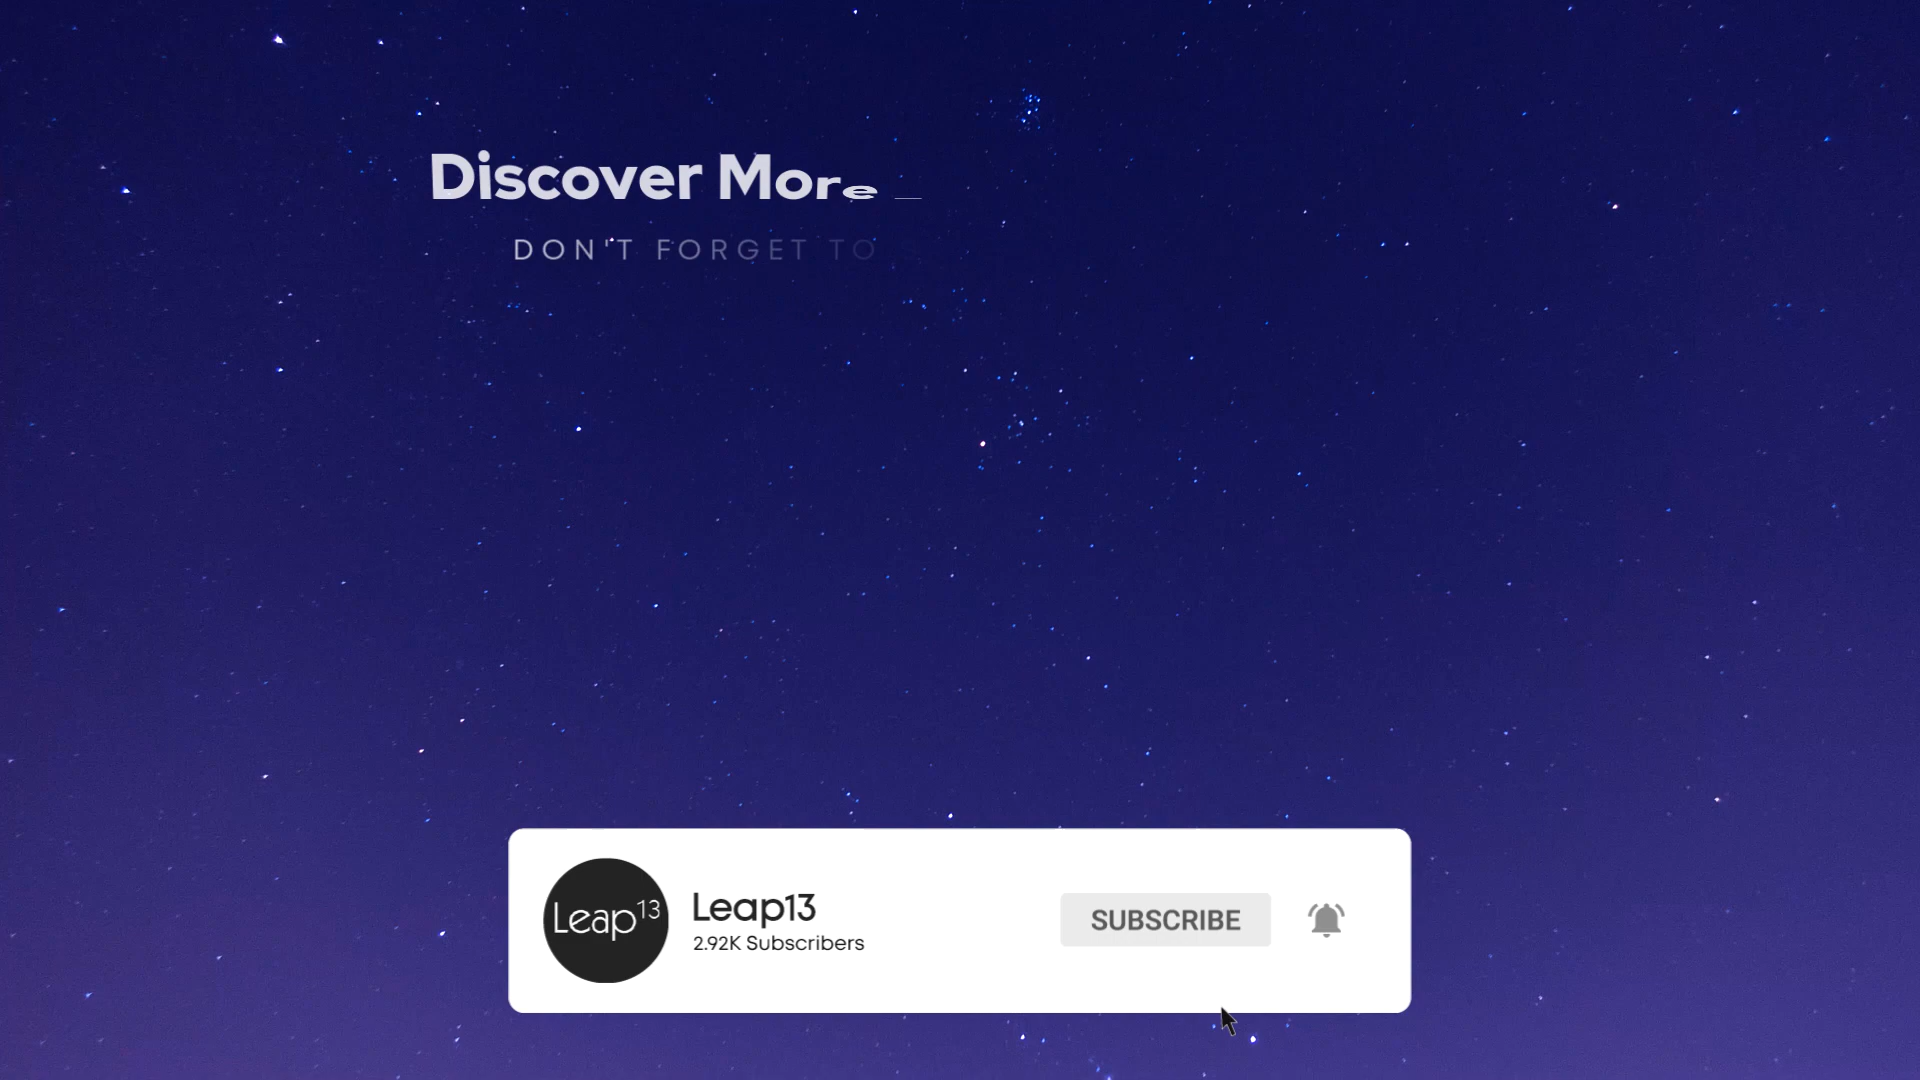 Discover More
DON'T FORGET TO
Leap13
Leap13
2.92K Subscribers
SUBSCRIBE